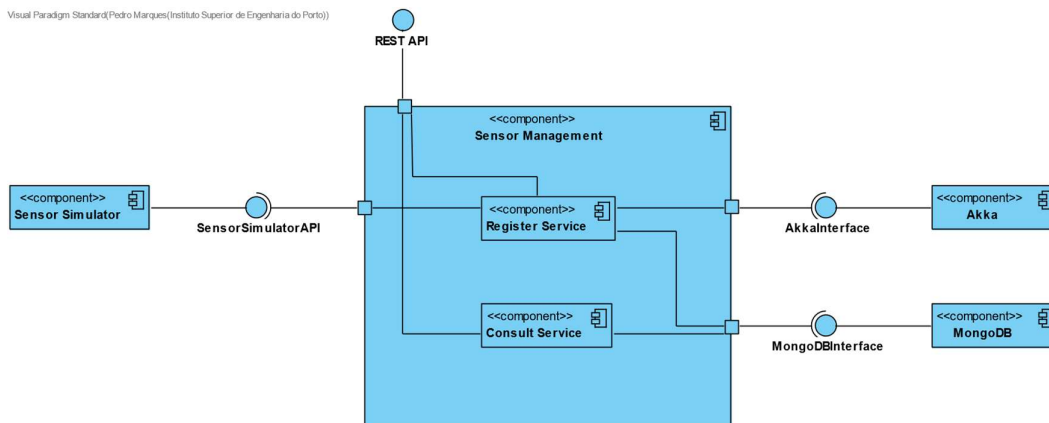 Visual Paradigm Standard(Pedro Marques(Instituto Superior de Engenharia do Porto))
REST API
<<component>>
Sensor Management
<<component>>
Sensor Simulator
SensorSimulatorAPI
<<component>>
Register Service
AkkaInterface
<<component>>
Akka
<<component>>
Consult Service
MongoDBInterface
<<component>>
MongoDB